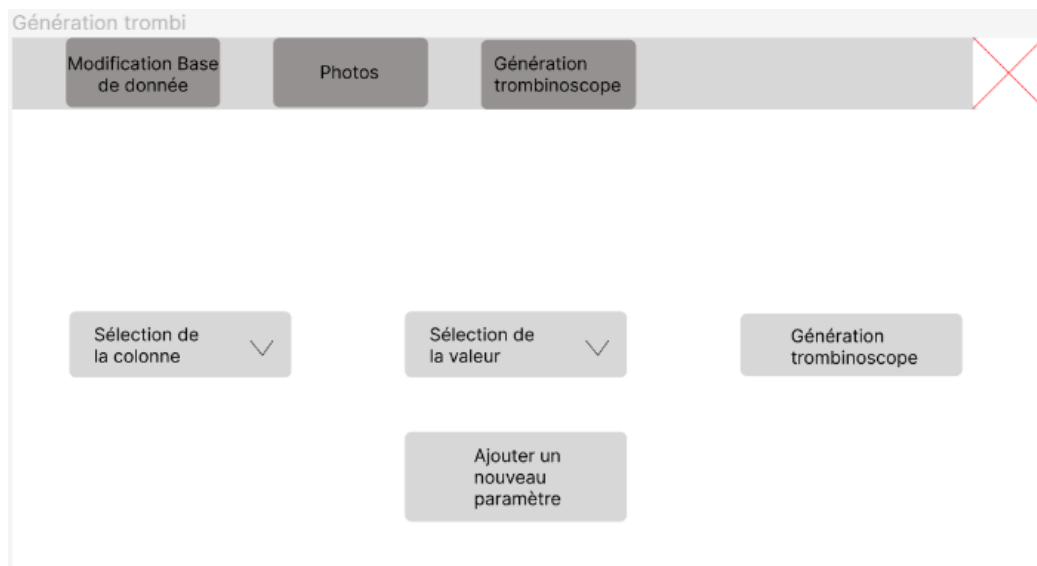 Génération trombi
Modification Base
de donnée
Photos
Génération
trombinoscope
Sélection de
la colonne
Sélection de
la valeur
Génération
trombinoscope
Ajouter un
nouveau
paramètre